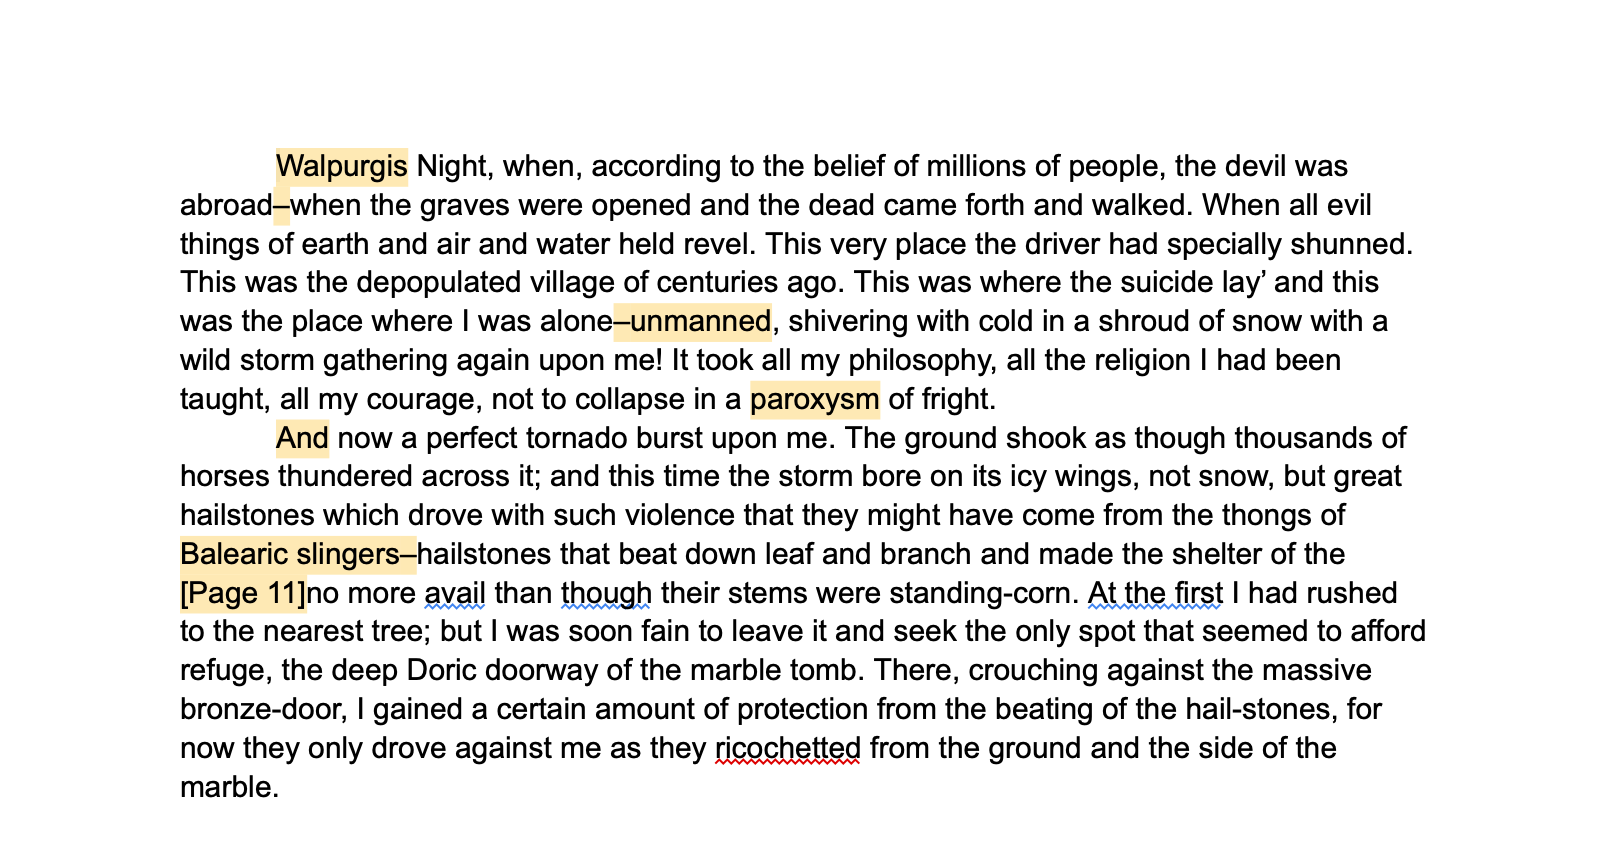 Walpurgis Night, when, according to the belief of millions of people, the devil was
abroad–when the graves were opened and the dead came forth and walked. When all evil
things of earth and air and water held revel. This very place the driver had specially shunned.
This was the depopulated village of centuries ago. This was where the suicide lay’ and this
was the place where I was alone–unmanned, shivering with cold in a shroud of snow with a
wild storm gathering again upon me! It took all my philosophy, all the religion I had been
taught, all my courage, not to collapse in a paroxysm of fright.
And now a perfect tornado burst upon me. The ground shook as though thousands of
horses thundered across it; and this time the storm bore on its icy wings, not snow, but great
hailstones which drove with such violence that they might have come from the thongs of
Balearic slingers–hailstones that beat down leaf and branch and made the shelter of the
[Page 11]no more avail than though their stems were standing-corn. At the first I had rushed
to the nearest tree; but I was soon fain to leave it and seek the only spot that seemed to afford
refuge, the deep Doric doorway of the marble tomb. There, crouching against the massive
bronze-door, I gained a certain amount of protection from the beating of the hail-stones, for
now they only drove against me as they ricochetted from the ground and the side of the
marble.